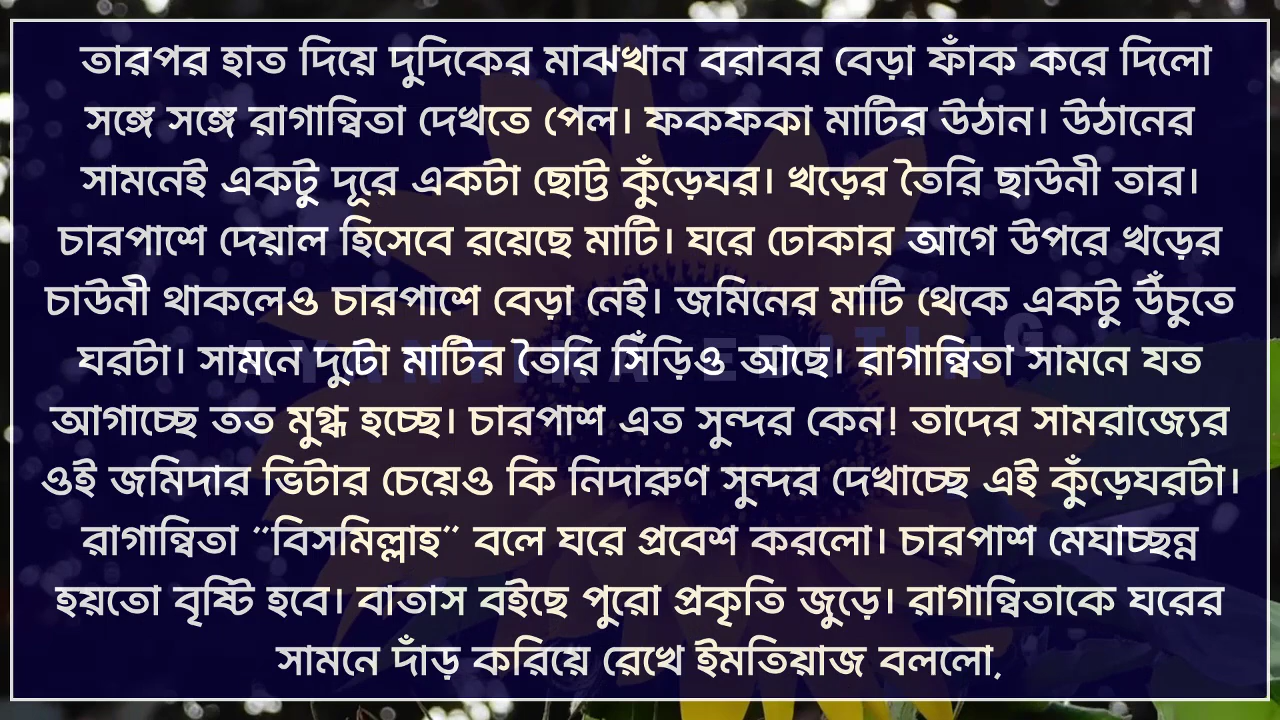 তারপর হাত দিয়ে দুদিকের মাঝখান বরাবর বেড়া ফাঁক করে দিলো
সঙ্গে সঙ্গে রাগান্বিতা দেখতে পেল। ফকফকা মাটির উঠান। উঠানের
সামনেই একটু দূরে একটা ছোট্ট কুঁড়েঘর। খড়ের তৈরি ছাউনী তার।
চারপাশে দেয়াল হিসেবে রয়েছে মাটি। ঘরে ঢোকার আগে উপরে খড়ের
চাউনী থাকলেও চারপাশে বেড়া নেই। জমিনের মাটি থেকে একটু উঁচুতে
ঘরটা। সামনে দুটো মাটির তৈরি সিঁড়িও আছে। রাগান্বিতা সামনে যত
আগাচ্ছে তত মুগ্ধ হচ্ছে। চারপাশ এত সুন্দর কেন! তাদের সামরাজ্যের
ওই জমিদার ভিটার চেয়েও কি নিদারুণ সুন্দর দেখাচ্ছে এই কুঁড়েঘরটা।
রাগান্বিতা “বিসমিল্লাহ” বলে ঘরে প্রবেশ করলো। চারপাশ মেঘাচ্ছন্ন
হয়তো বৃষ্টি হবে। বাতাস বইছে পুরো প্রকৃতি জুড়ে। রাগান্বিতাকে ঘরের
সামনে দাঁড় করিয়ে রেখে ইমতিয়াজ বললো,